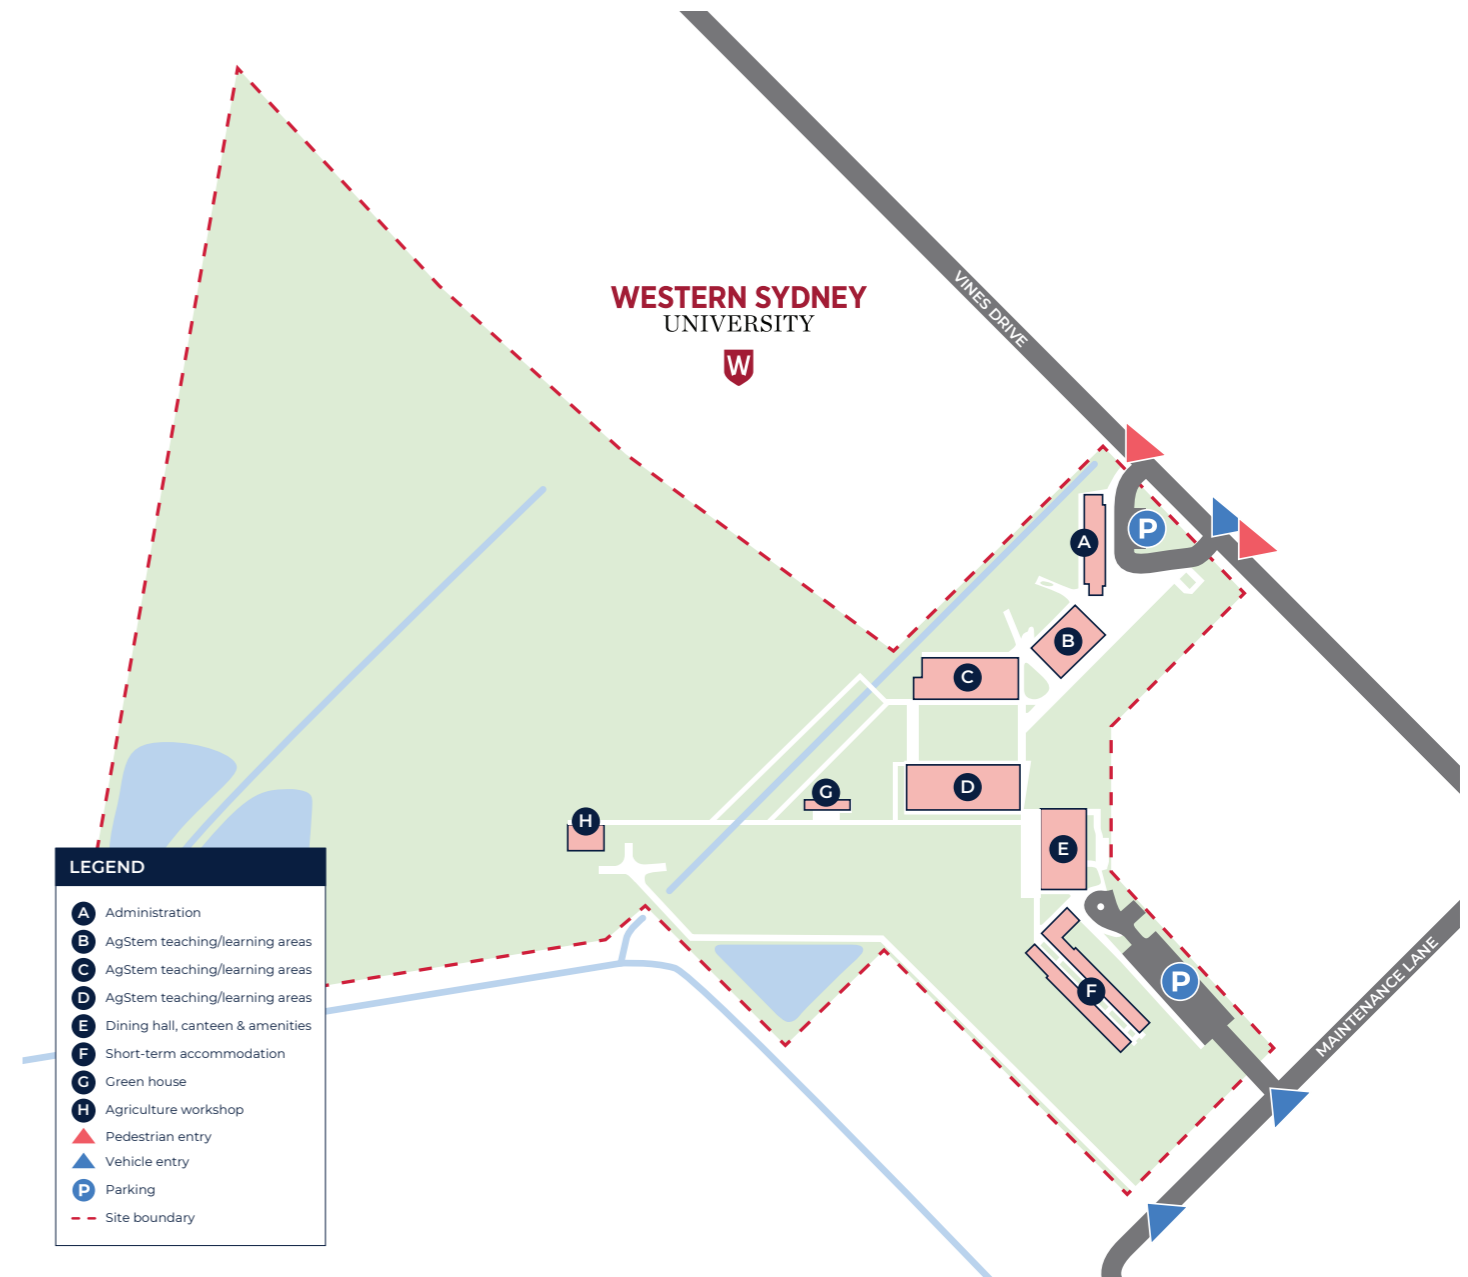 WESTERN SYDNEY
UNIVERSITY
W
VINES DRIVE
P
A
B
C
D
G
H
E
F
P
MAINTENANCE LANE
LEGEND
A Administration
B AgStem teaching/learning areas
C AgStem teaching/learning areas
D AgStem teaching/learning areas
E Dining hall, canteen & amenities
F Short-term accommodation
G Green house
H Agriculture workshop
Pedestrian entry
Vehicle entry
P Parking
Site boundary